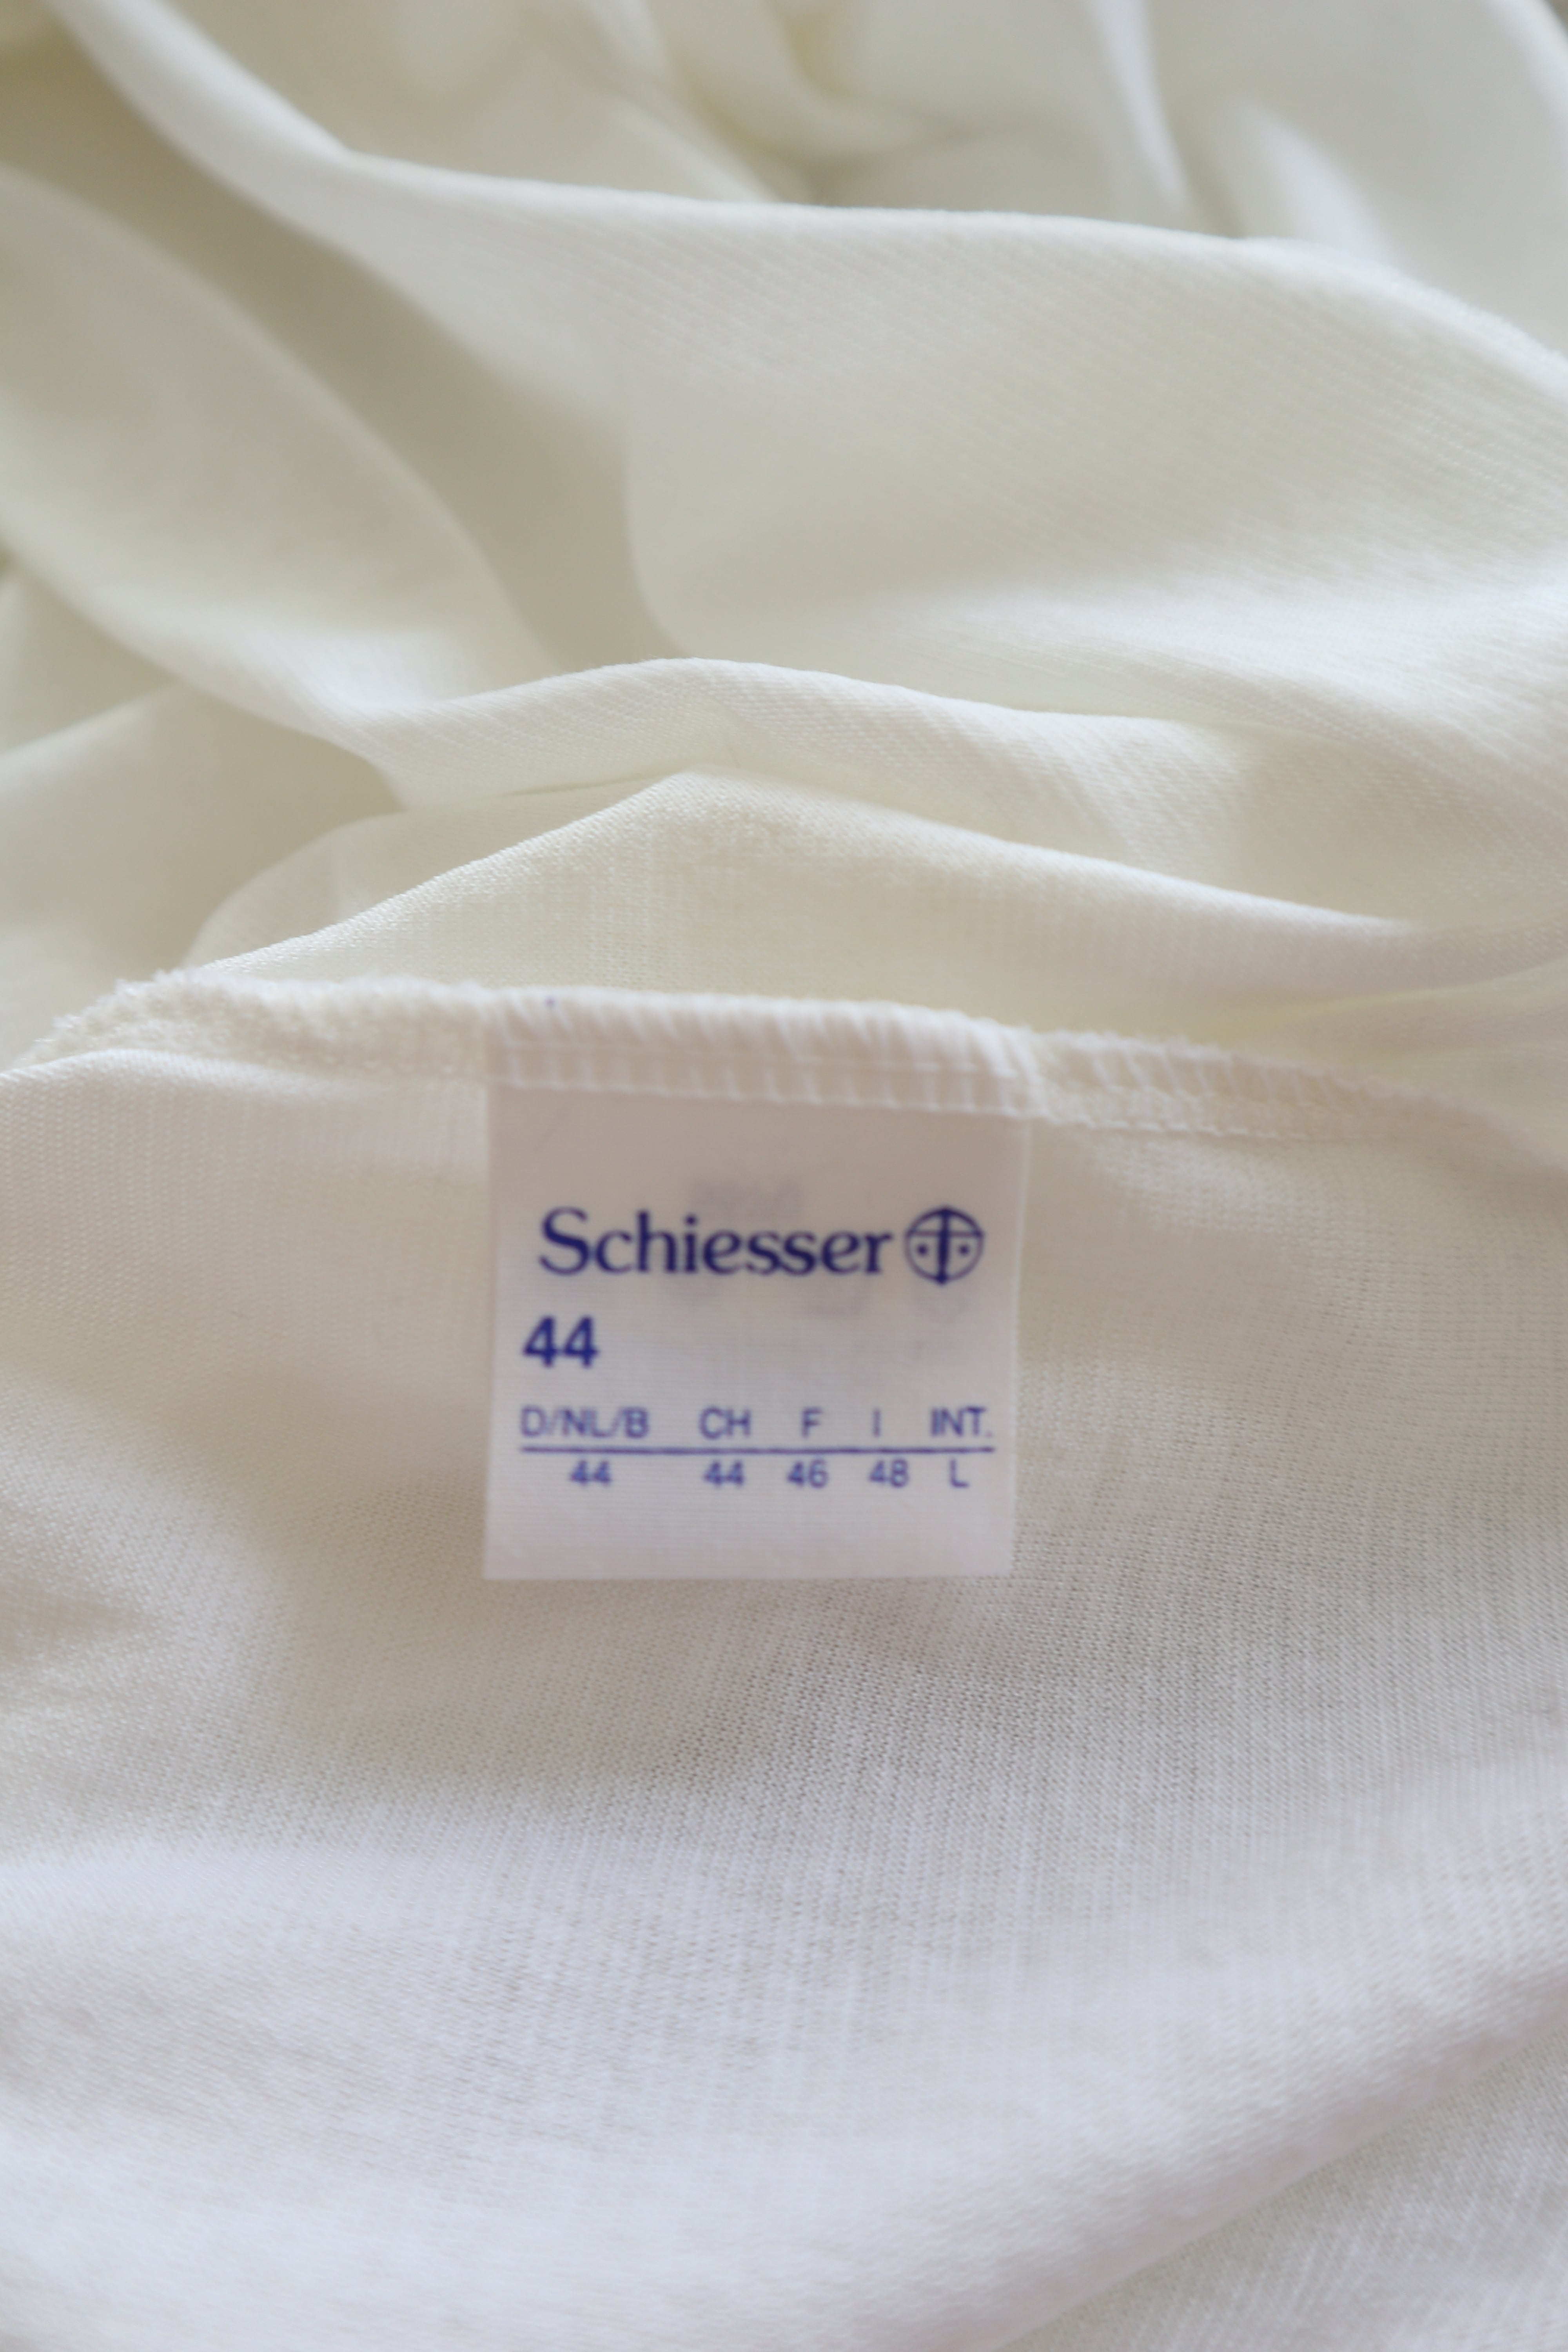 Schiesser
44
D/NL/B CH F I INT.
44 44 46 48 L